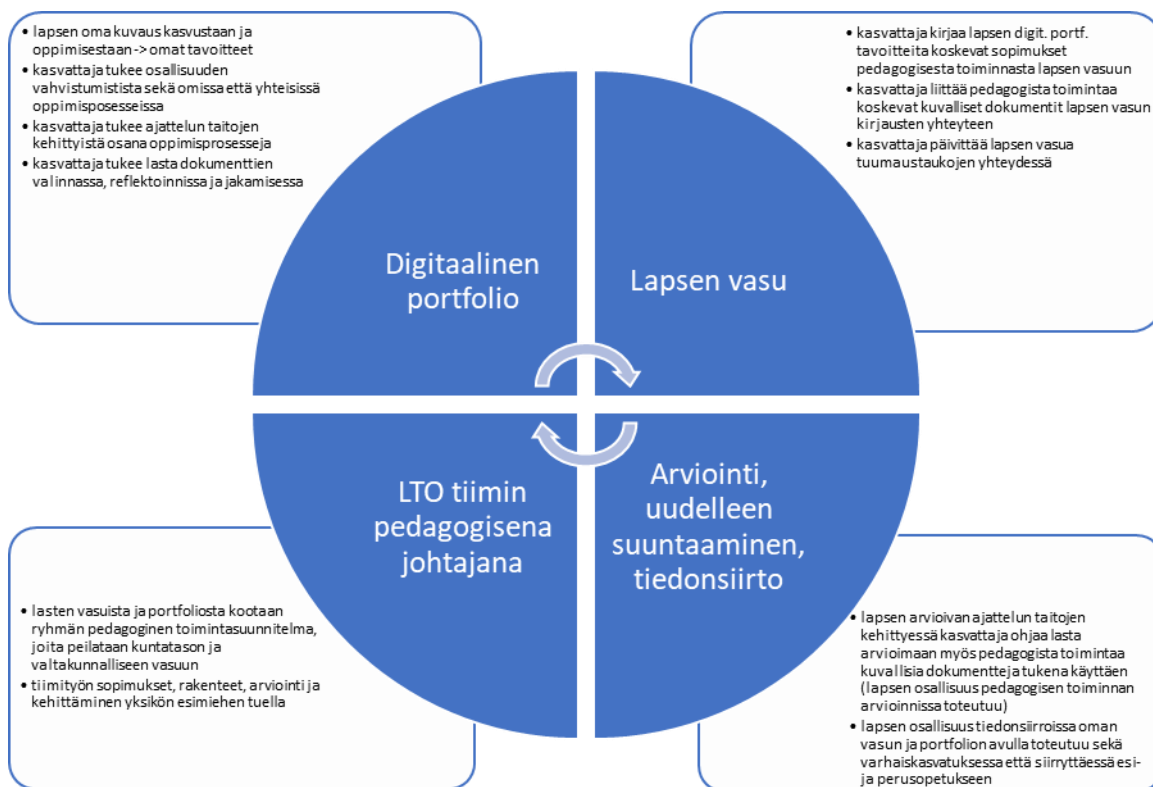 • lapsen oma kuvaus kasvustaan ja
oppimisestaan -> omat tavoitteet
• kasvattaja tukee osallisuuden
vahvistumistista sekä omissa että yhteisissä
oppimisposesseissa
• kasvattaja tukee ajattelun taitojen
kehittyistä osana oppimisprosesseja
• kasvattaja tukee lasta dokumenttien
valinnassa, reflektoinnissa ja jakamisessa
• kasvattaja kirjaa lapsen digit. portf.
tavoitteita koskevat sopimukset
pedagogisesta toiminnasta lapsen vasuun
• kasvattaja liittää pedagogista toimintaa
koskevat kuvalliset dokumentit lapsen vasun
kirjausten yhteyteen
• kasvattaja päivittää lapsen vasua
tuumaustaukojen yhteydessä
Digitaalinen
portfolio
Lapsen vasu
LTO tiimin
pedagogisena
johtajana
Arviointi,
uudelleen
suuntaaminen,
tiedonsiirto
• lasten vasuista ja portfoliosta kootaan
ryhmän pedagoginen toimintasuunnitelma,
joita peilataan kuntatason ja
valtakunnalliseen vasuun
• tiimityön sopimukset, rakenteet, arviointi ja
kehittäminen yksikön esimiehen tuella
• lapsen arvioivan ajattelun taitojen
kehittyessä kasvattaja ohjaa lasta
arvioimaan myös pedagogista toimintaa
kuvallisia dokumentteja tukena käyttäen
(lapsen osallisuus pedagogisen toiminnan
arvioinnissa toteutuu)
• lapsen osallisuus tiedonsiirroissa oman
vasun ja portfolion avulla toteutuu sekä
varhaiskasvatuksessa että siirryttäessä esi-
ja perusopetukseen